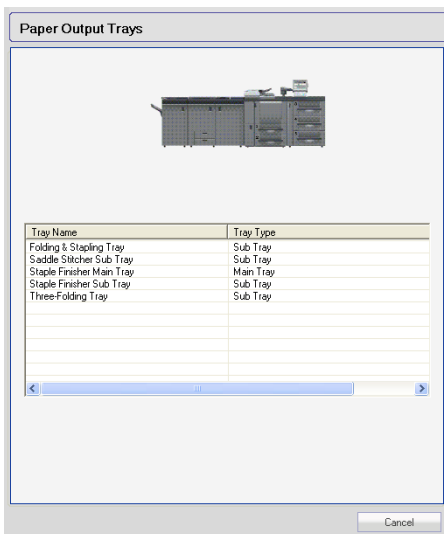 Paper Output Trays
Tray Name Tray Type
Folding & Stapling Tray Sub Tray
Saddle Stitcher Sub Tray Sub Tray
Staple Finisher Main Tray Main Tray
Staple Finisher Sub Tray Sub Tray
Three-Folding Tray Sub Tray
Cancel